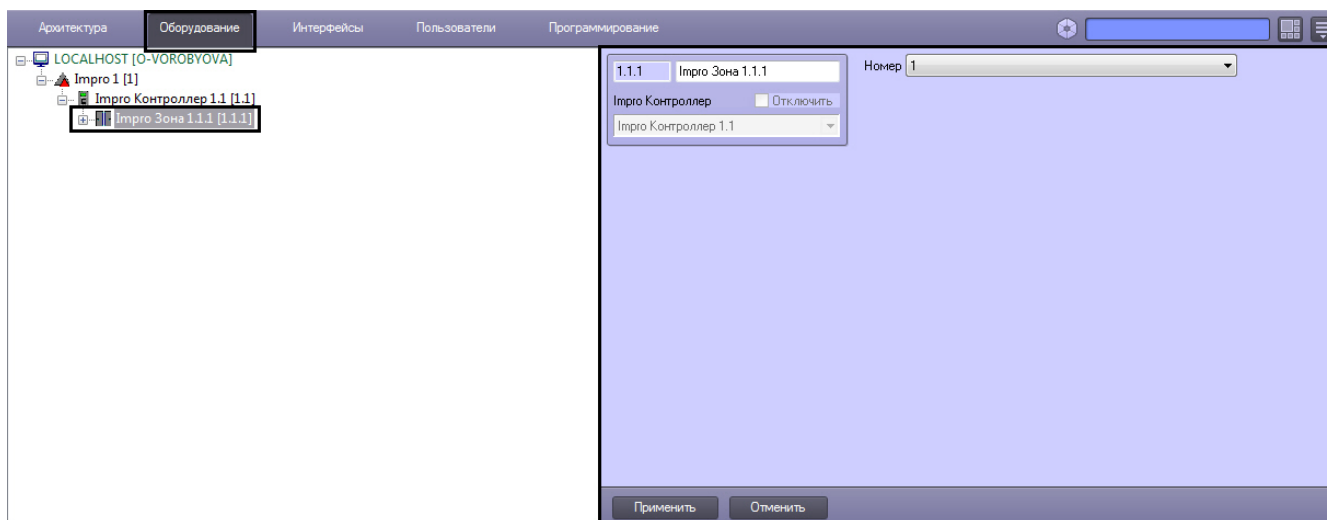 Архитектура Оборудование Интерфейсы Пользователи Программирование
LOCALHOST [O-VOROBYOVA]
Impro 1 [1]
Impro Контроллер 1.1 [1.1]
Impro Зона 1.1.1 [1.1.1]
1.1.1 Impro Зона 1.1.1
Impro Контроллер Отключить
Impro Контроллер 1.1
Номер 1
Применить Отменить